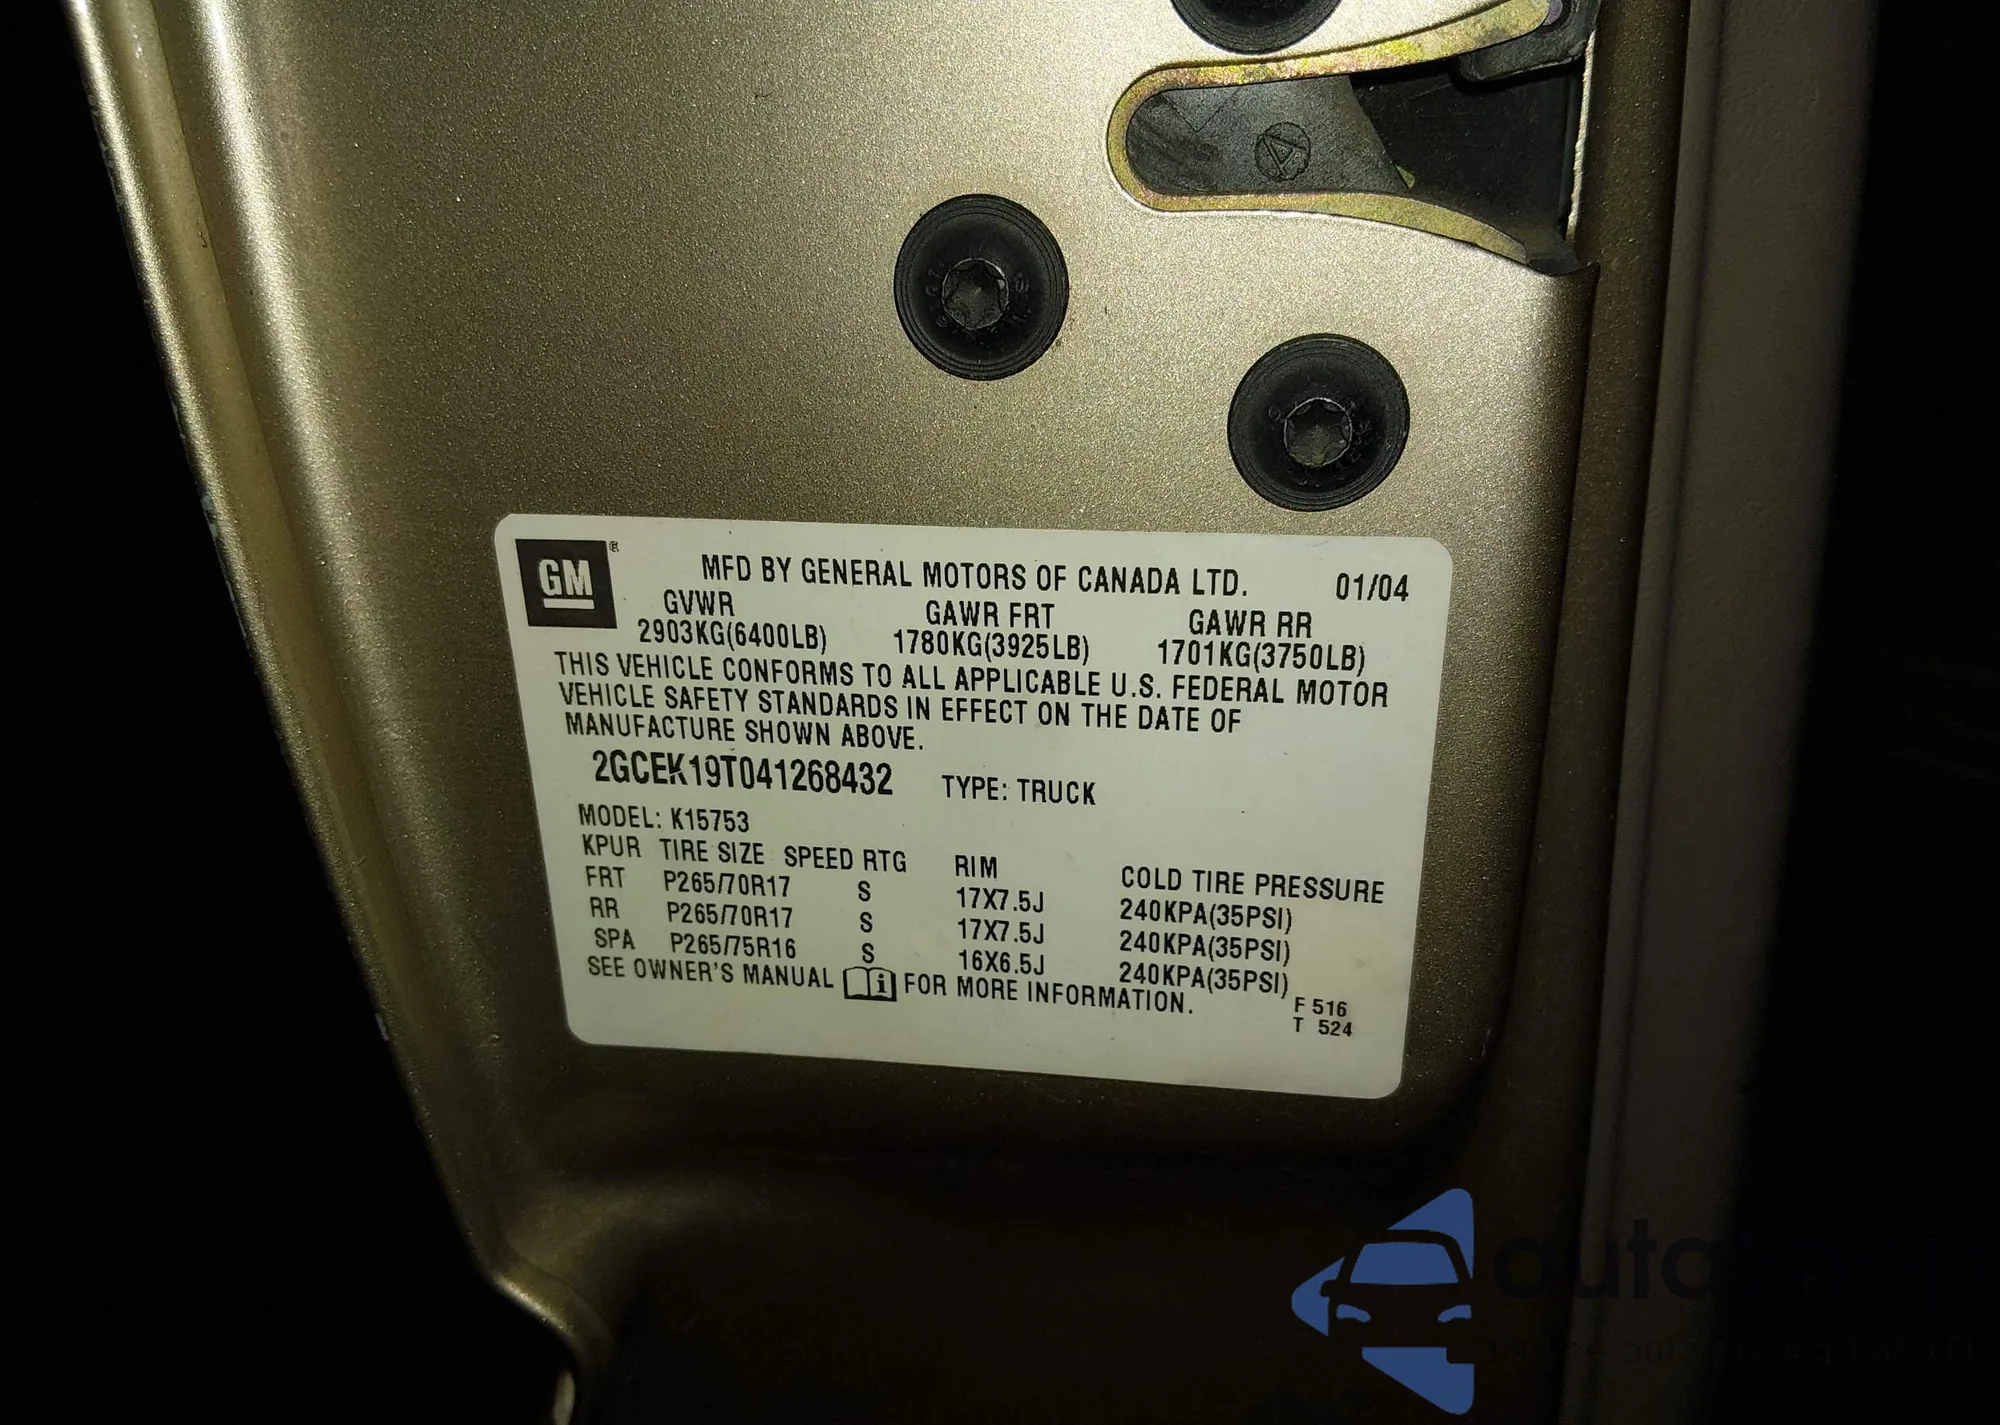 GM®
MFD BY GENERAL MOTORS OF CANADA LTD. 01/04
GVWR GAWR FRT GAWR RR
2903KG(6400LB) 1780KG(3925LB) 1701KG(3750LB)
THIS VEHICLE CONFORMS TO ALL APPLICABLE U.S. FEDERAL MOTOR
VEHICLE SAFETY STANDARDS IN EFFECT ON THE DATE OF
MANUFACTURE SHOWN ABOVE.
2GCEK19T041268432 TYPE: TRUCK
MODEL: K15753
KPUR TIRE SIZE SPEED RTG RIM COLD TIRE PRESSURE
FRT P265/70R17 S 17X7.5J 240KPA(35PSI)
RR P265/70R17 S 17X7.5J 240KPA(35PSI)
SPA P265/75R16 S 16X6.5J 240KPA(35PSI)
SEE OWNER'S MANUAL FOR MORE INFORMATION.
F 516
T 524